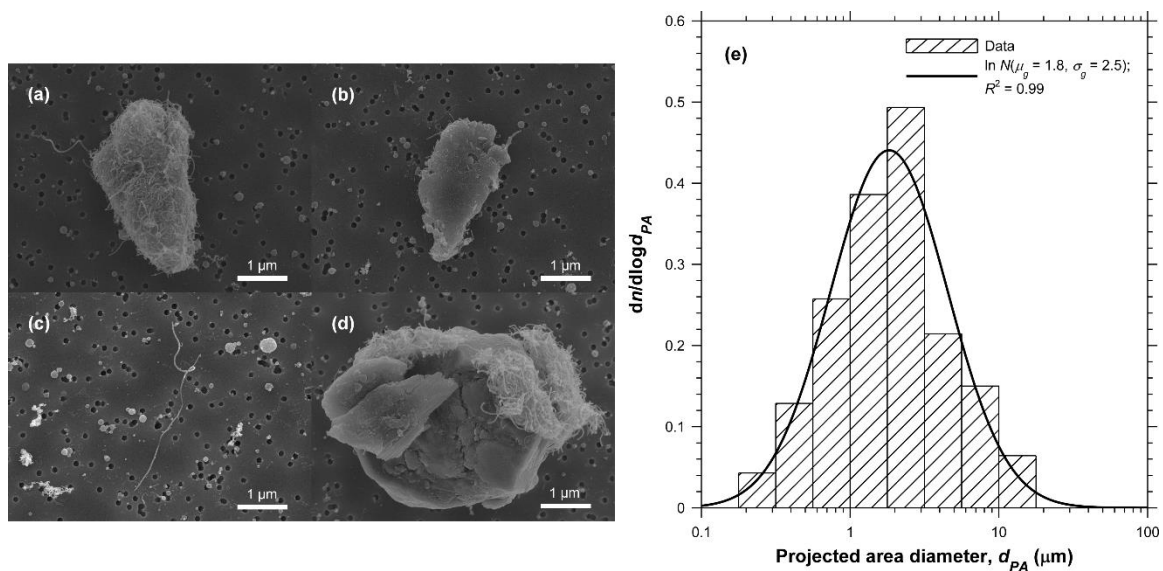 (a)
(b)
1 μm
1 μm
(c)
(d)
1 μm
1 μm
(e)
Data
ln N(μg = 1.8, σg = 2.5);
R² = 0.99
0.6
0.5
0.4
0.3
0.2
0.1
0
dn/dlogdPA
0.1
1
10
100
Projected area diameter, dPA (μm)